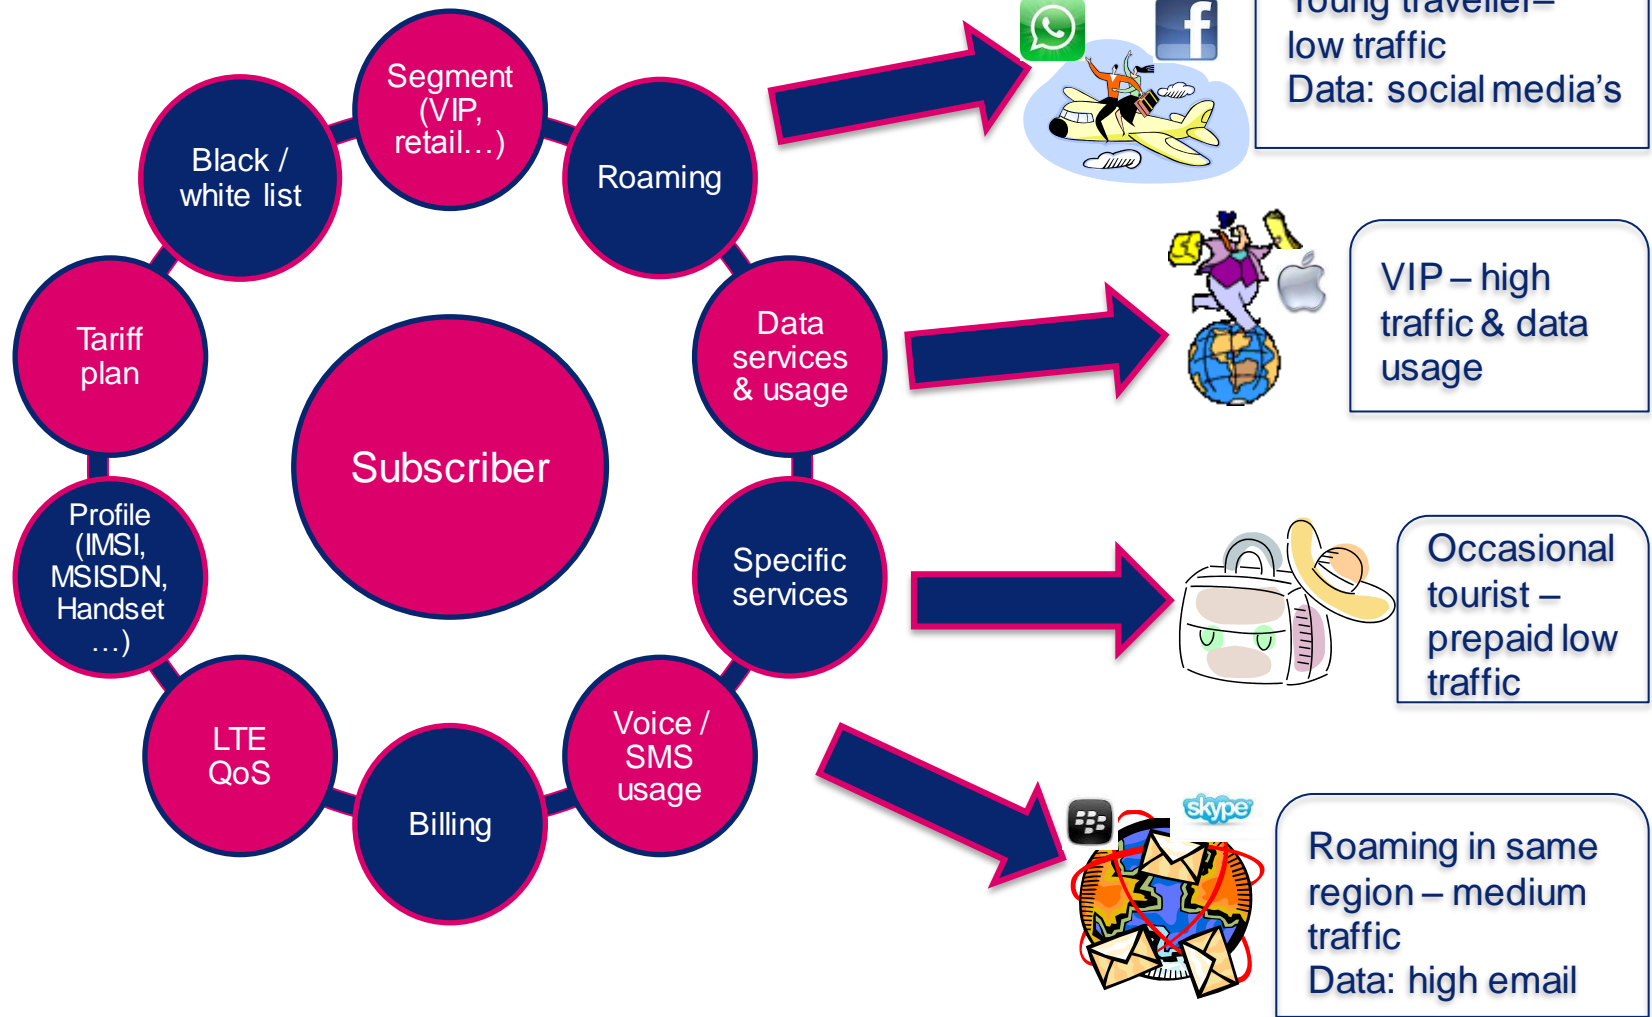 Segment
(VIP,
retail…)
Roaming
Data
services
& usage
Specific
services
Voice /
SMS
usage
Billing
LTE
QoS
Profile
(IMSI,
MSISDN,
Handset
…)
Tariff
plan
Black /
white list
Subscriber
f
Young traveller–
low traffic
Data: social media's
VIP – high
traffic & data
usage
Occasional
tourist –
prepaid low
traffic
skype
Roaming in same
region – medium
traffic
Data: high email